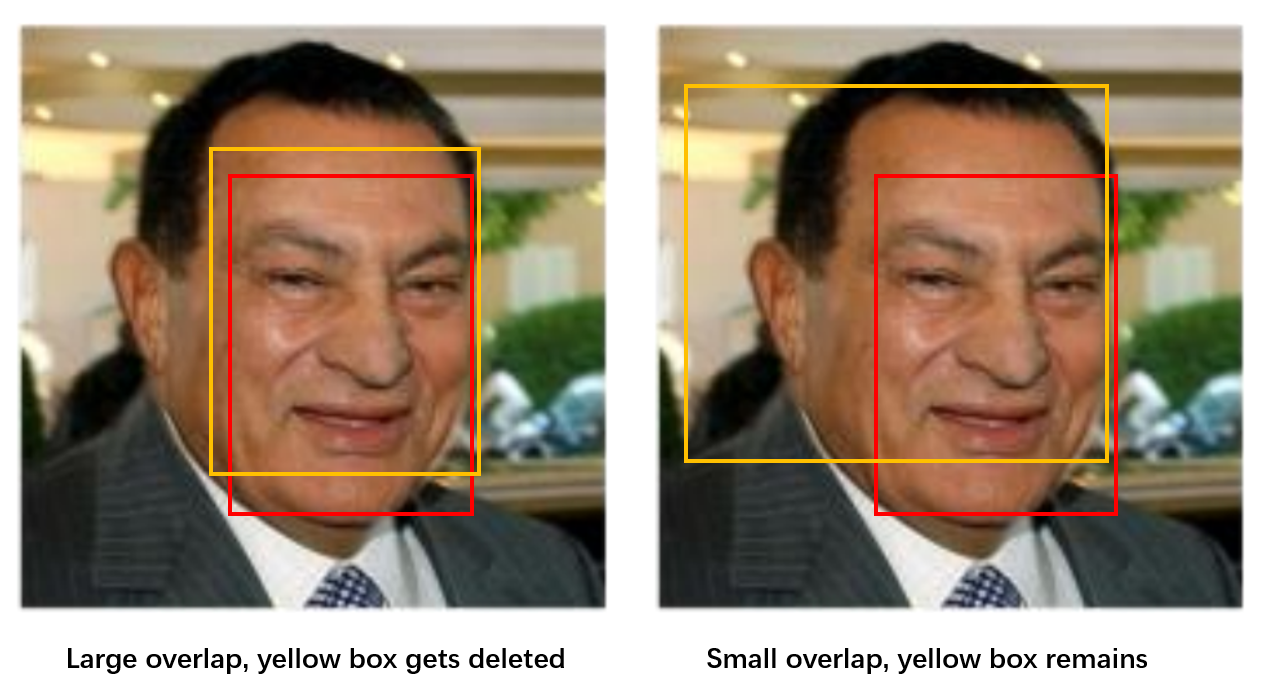 Large overlap, yellow box gets deleted
Small overlap, yellow box remains